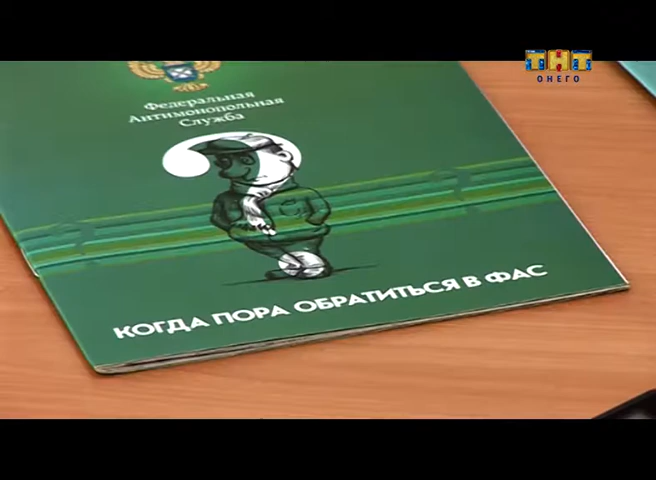 ТНТ
ОНЕГО
Федеральная
Антимонопольная
Служба
КОГДА ПОРА ОБРАТИТЬСЯ В ФАС